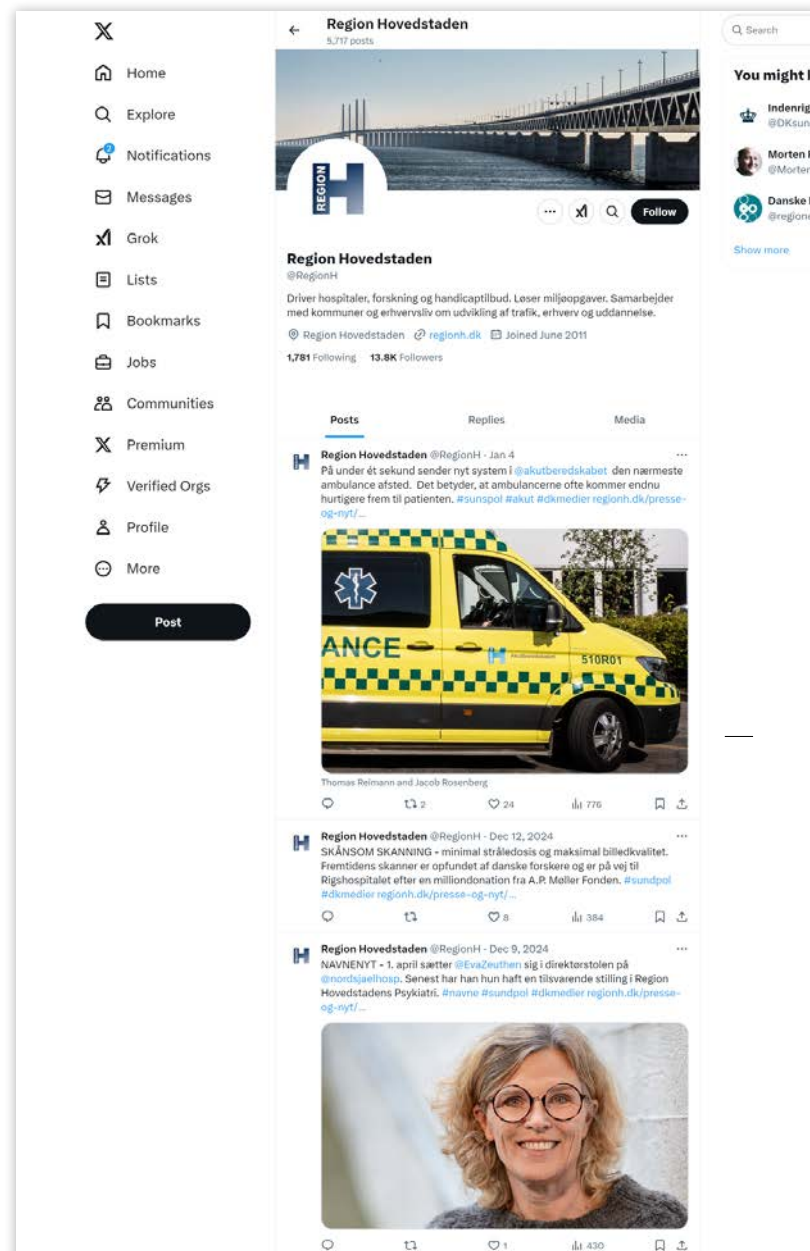 Home
Explore
2
Notifications
Messages
Grok
Lists
Bookmarks
Jobs
Communities
Premium
Verified Orgs
Profile
More
Post
Region Hovedstaden
5,717 posts
REGION H
Follow
Region Hovedstaden
@RegionH
Driver hospitaler, forskning og handicaptilbud. Løser miljøopgaver. Samarbejder
med kommuner og erhvervsliv om udvikling af trafik, erhverv og uddannelse.
Region Hovedstaden regionh.dk Joined June 2011
1,781 Following 13.8K Followers
Posts Replies Media
Region Hovedstaden @RegionH · Jan 4
På under ét sekund sender nyt system i @akutberedskabet den nærmeste
ambulance afsted. Det betyder, at ambulancerne ofte kommer endnu
hurtigere frem til patienten. #sunspol #akut #dkmedier regionh.dk/presse-
og-nyt/...
ANCE
H
510R01
Thomas Reimann and Jacob Rosenberg
2 24 776
Region Hovedstaden @RegionH · Dec 12, 2024
SKÅNSOM SKANNING - minimal stråledosis og maksimal billedkvalitet.
Fremtidens skanner er opfundet af danske forskere og er på vej til
Rigshospitalet efter en milliondonation fra A.P. Møller Fonden. #sundpol
#dkmedier regionh.dk/presse-og-nyt/...
8 384
Region Hovedstaden @RegionH · Dec 9, 2024
NAVNENYT - 1. april sætter @EvaZeuthen sig i direktørstolen på
@nordsjaelhosp. Senest har han hun haft en tilsvarende stilling i Region
Hovedstadens Psykiatri. #navne #sundpol #dkmedier regionh.dk/presse-
og-nyt/...
1 430
Search
You might
Indenrig
@DKsun
Morten
@Morten
Danske
@region
Show more